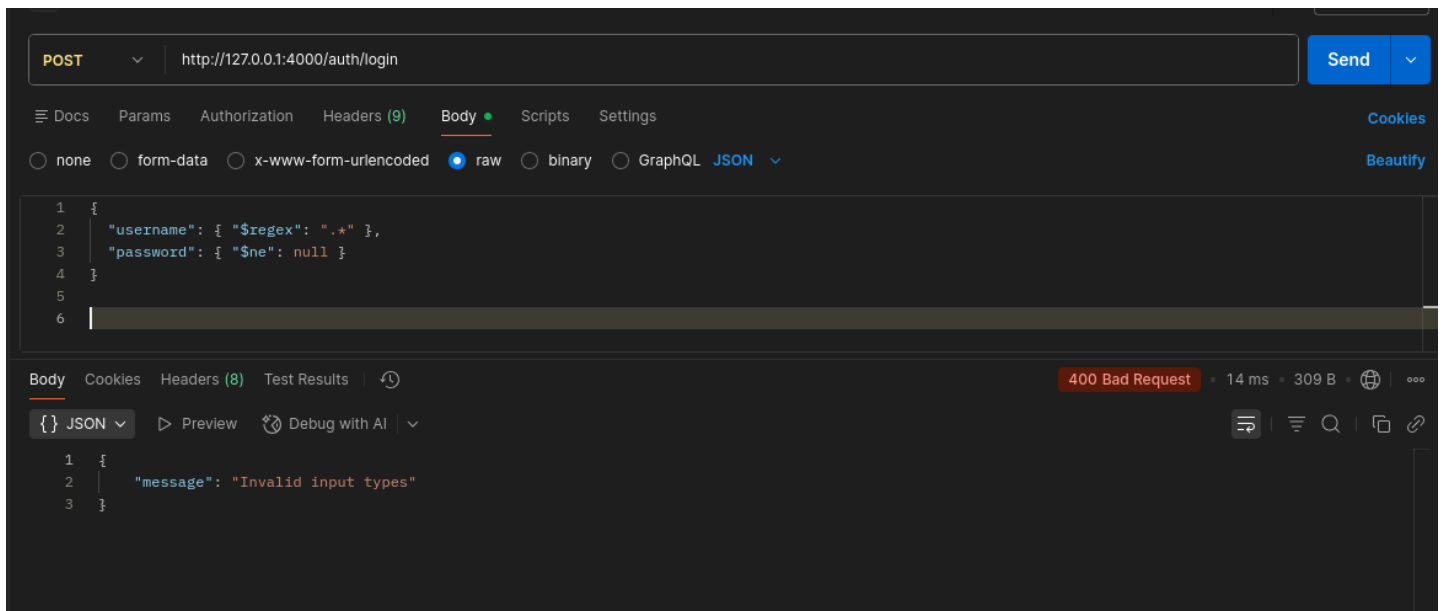 POST http://127.0.0.1:4000/auth/login Send
Docs Params Authorization Headers (9) Body Scripts Settings Cookies
none form-data x-www-form-urlencoded raw binary GraphQL JSON Beautify
1 {
2 "username": { "$regex": ".*" },
3 "password": { "$ne": null }
4 }
5
6
Body Cookies Headers (8) Test Results 400 Bad Request • 14 ms • 309 B •
{} JSON Preview Debug with AI
1 {
2 "message": "Invalid input types"
3 }